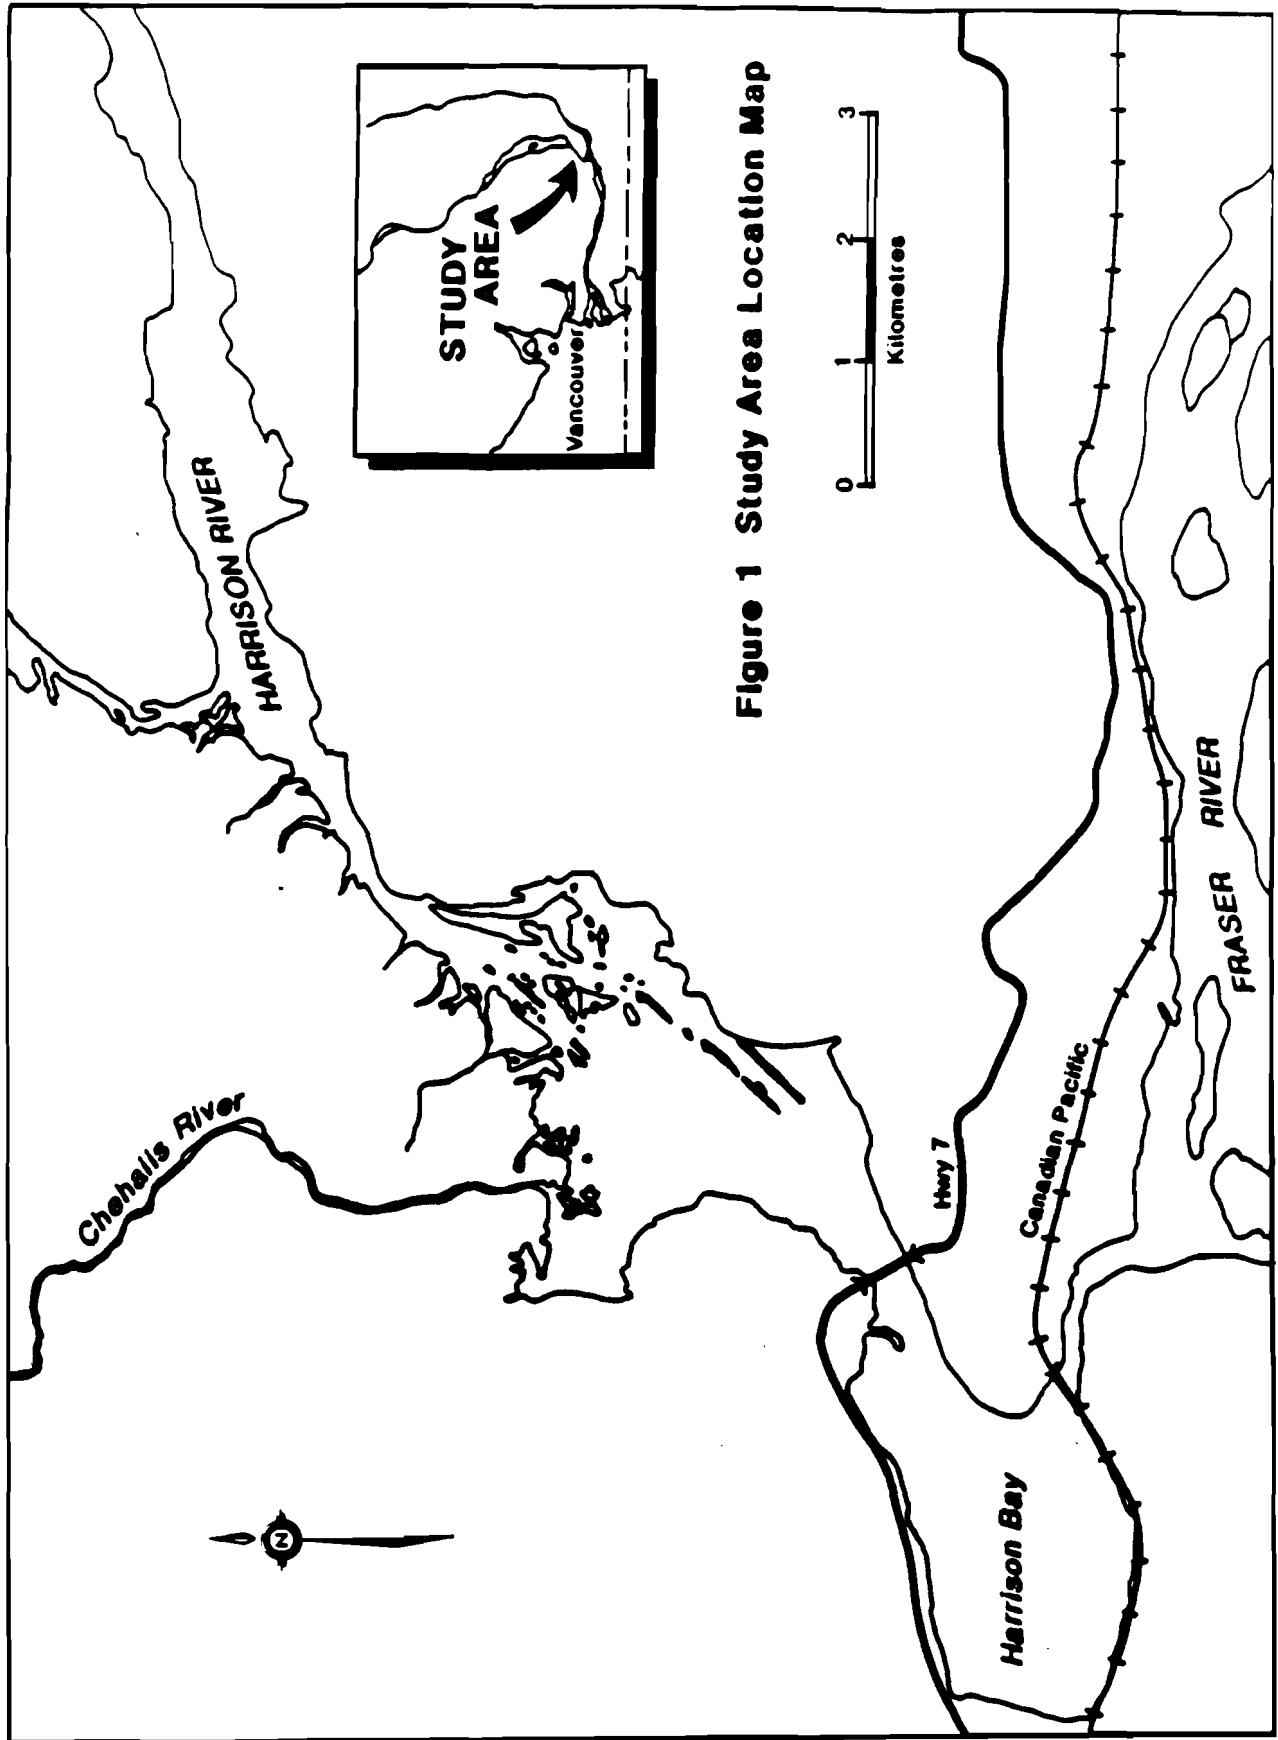 HARRISON RIVER
STUDY
AREA
Vancouver
Chehalis River
Figure 1 Study Area Location Map
0 1 2 3
Kilometres
N
Hwy 7
Canadian Pacific
Harrison Bay
FRASER RIVER